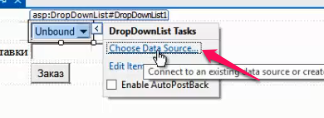 asp:DropDownList#DropDownList1
Unbound
DropDownList Tasks
Choose Data Source...
тавки
Connect to an existing data source or create
Edit Item
Заказ
Enable AutoPostBack